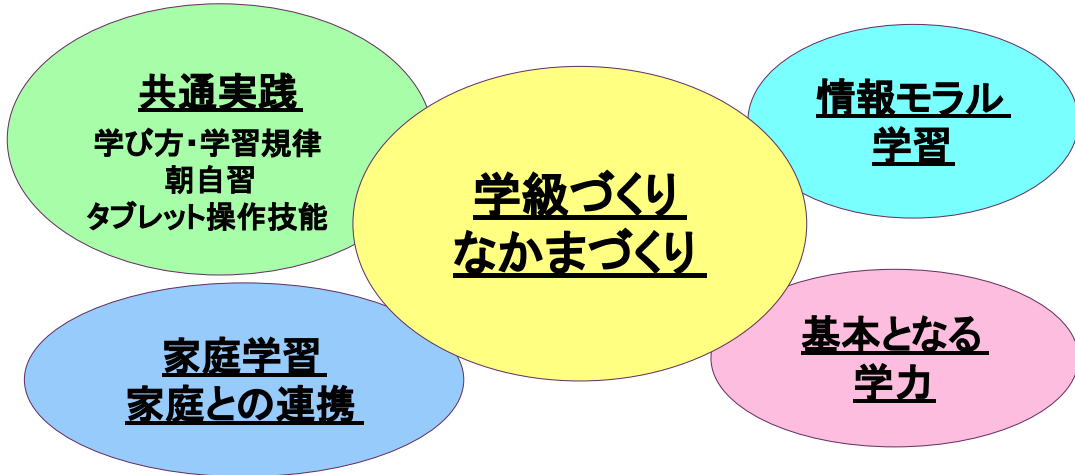 共通実践
学び方・学習規律
朝自習
タブレット操作技能
学級づくり
なかまづくり
情報モラル
学習
家庭学習
家庭との連携
基本となる
学力